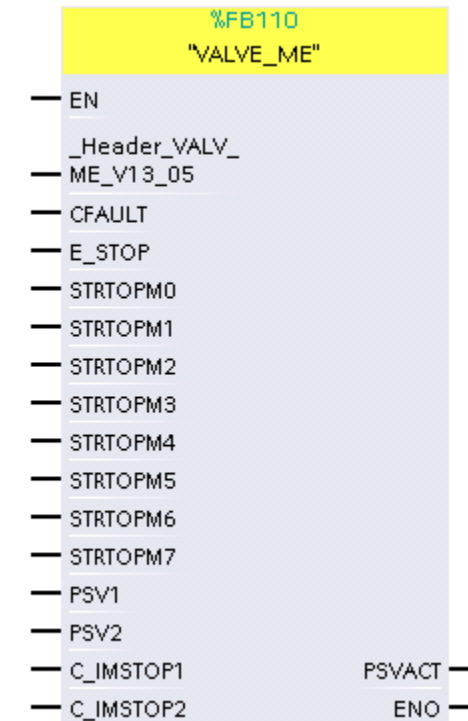 %FB110
"VALVE_ME"
EN
_Header_VALV_
ME_V13_05
CFAULT
E_STOP
STRTOPM0
STRTOPM1
STRTOPM2
STRTOPM3
STRTOPM4
STRTOPM5
STRTOPM6
STRTOPM7
PSV1
PSV2
C_IMSTOP1 PSVACT
C_IMSTOP2 ENO